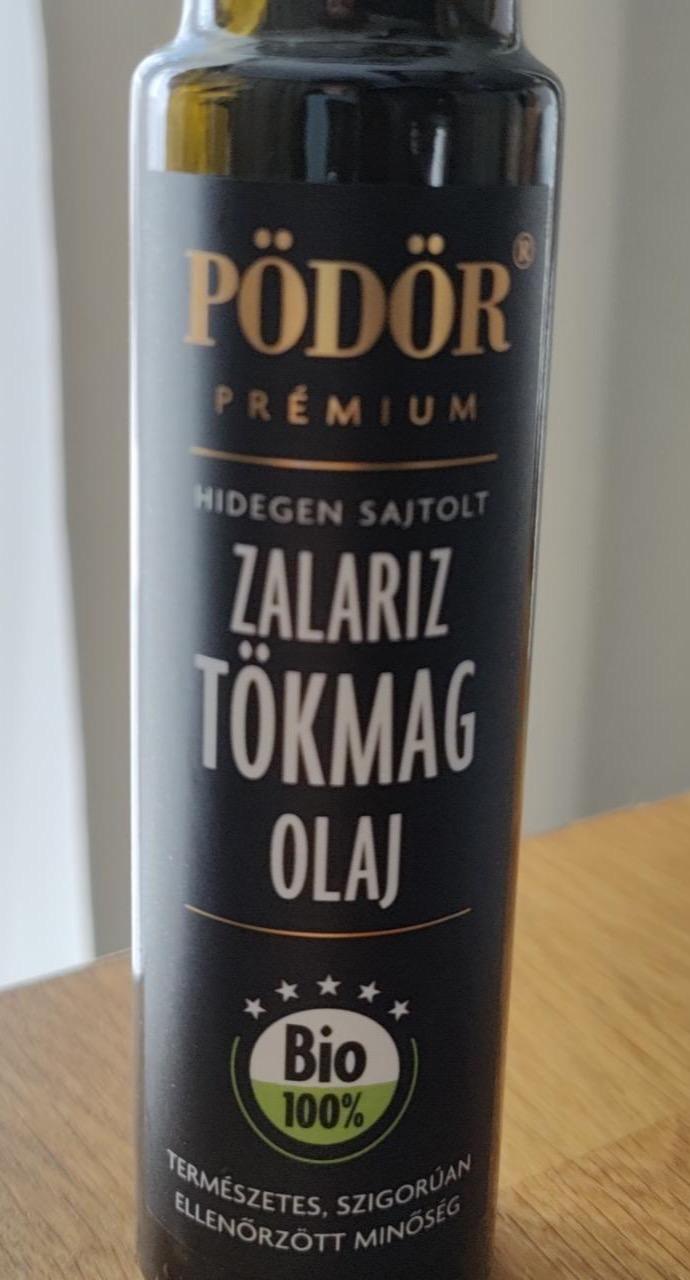 PÖDÖR®
PRÉMIUM
HIDEGEN SAJTOLT
ZALARIZ
TÖKMAG
OLAJ
Bio
100%
TERMÉSZETES, SZIGORÚAN
ELLENŐRZÖTT MINŐSÉG